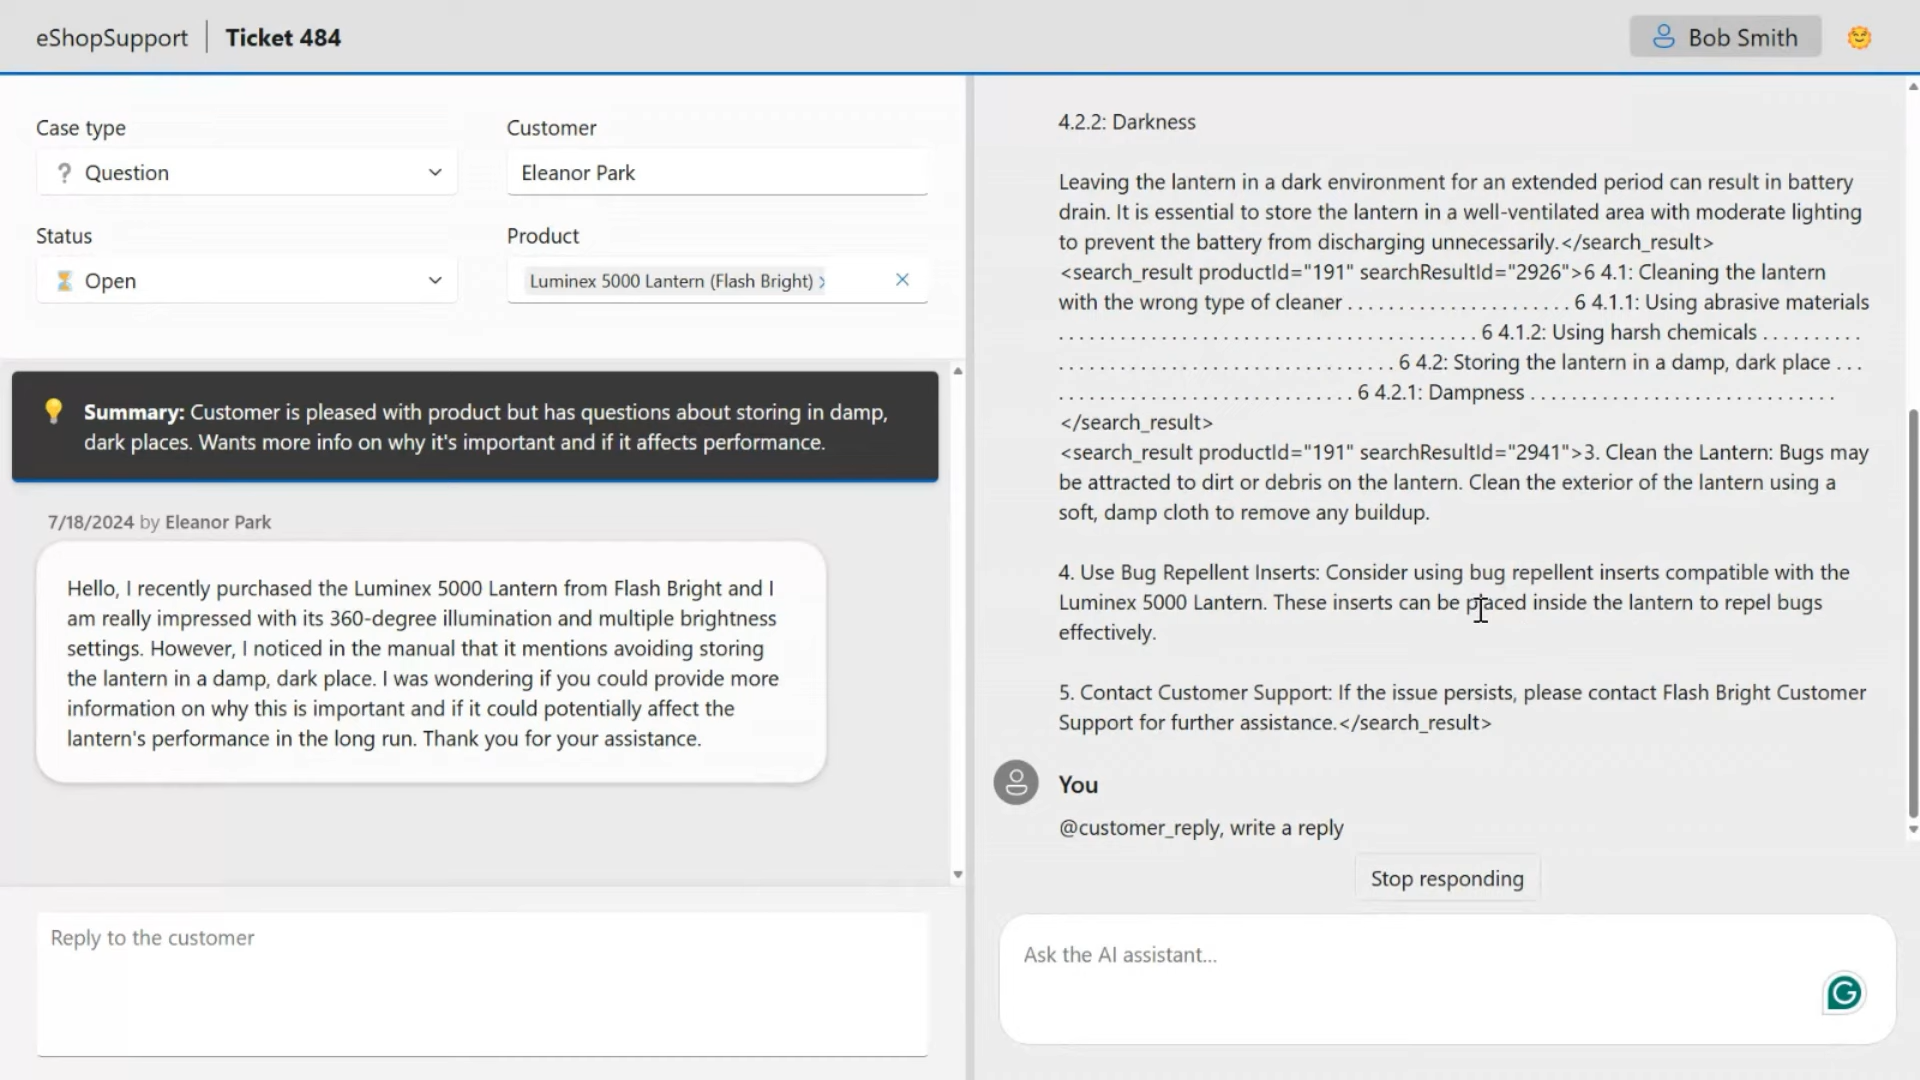 eShopSupport
Ticket 484
Bob Smith
Case type
Customer
? Question
Eleanor Park
Status
Product
Open
Luminex 5000 Lantern (Flash Bright)
Summary: Customer is pleased with product but has questions about storing in damp,
dark places. Wants more info on why it's important and if it affects performance.
7/18/2024 by Eleanor Park
Hello, I recently purchased the Luminex 5000 Lantern from Flash Bright and I
am really impressed with its 360-degree illumination and multiple brightness
settings. However, I noticed in the manual that it mentions avoiding storing
the lantern in a damp, dark place. I was wondering if you could provide more
information on why this is important and if it could potentially affect the
lantern's performance in the long run. Thank you for your assistance.
Reply to the customer
4.2.2: Darkness
Leaving the lantern in a dark environment for an extended period can result in battery
drain. It is essential to store the lantern in a well-ventilated area with moderate lighting
to prevent the battery from discharging unnecessarily.</search_result>
<search_result productId="191" searchResultId="2926">6 4.1: Cleaning the lantern
with the wrong type of cleaner . . . . . . . . . . . . . . . . . . . . . . 6 4.1.1: Using abrasive materials
. . . . . . . . . . . . . . . . . . . . . . . . . . . . . . . . . . . . . . . . . 6 4.1.2: Using harsh chemicals . . . . . . . . . .
. . . . . . . . . . . . . . . . . . . . . . . . . . . . . . . . . 6 4.2: Storing the lantern in a damp, dark place . . .
. . . . . . . . . . . . . . . . . . . . . . . . . . . . . 6 4.2.1: Dampness . . . . . . . . . . . . . . . . . . . . . . . . . . . . . .
</search_result>
<search_result productId="191" searchResultId="2941">3. Clean the Lantern: Bugs may
be attracted to dirt or debris on the lantern. Clean the exterior of the lantern using a
soft, damp cloth to remove any buildup.
4. Use Bug Repellent Inserts: Consider using bug repellent inserts compatible with the
Luminex 5000 Lantern. These inserts can be placed inside the lantern to repel bugs
effectively.
5. Contact Customer Support: If the issue persists, please contact Flash Bright Customer
Support for further assistance.</search_result>
You
@customer_reply, write a reply
Stop responding
Ask the AI assistant...